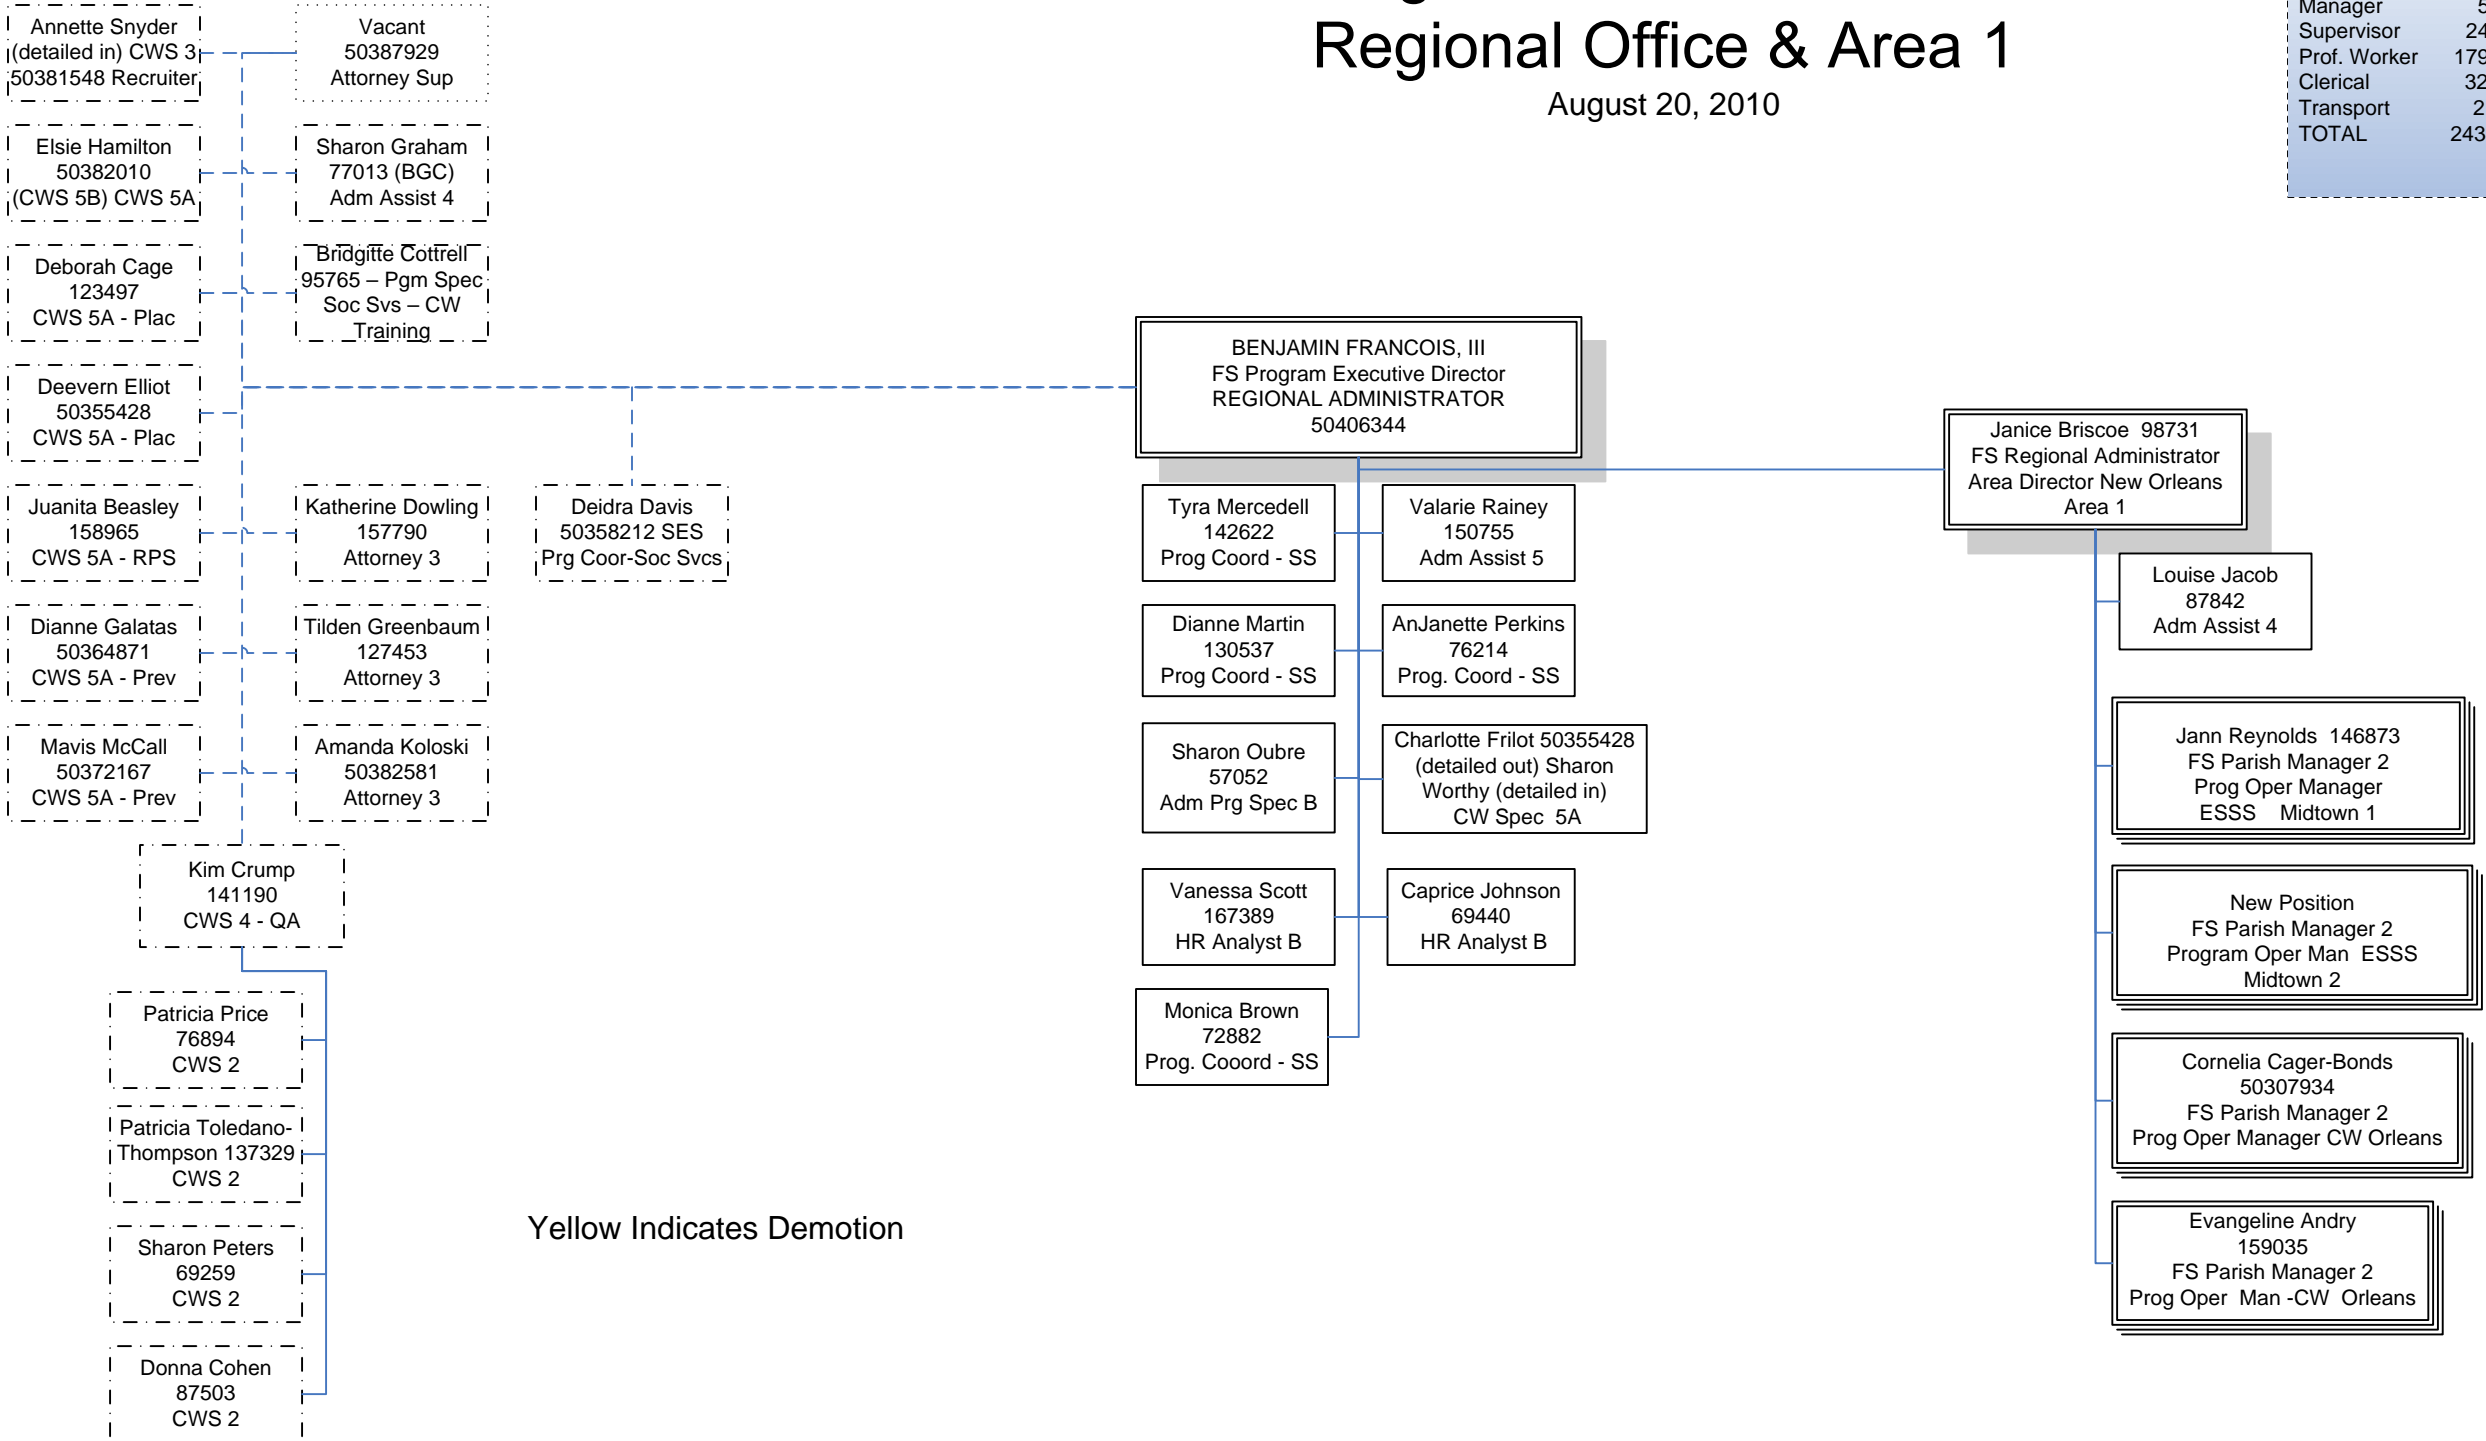 Regional Office & Area 1
August 20, 2010
Manager 5
Supervisor 24
Prof. Worker 179
Clerical 32
Transport 2
TOTAL 243
Annette Snyder
(detailed in) CWS 3
50381548 Recruiter
Vacant
50387929
Attorney Sup
Elsie Hamilton
50382010
(CWS 5B) CWS 5A
Sharon Graham
77013 (BGC)
Adm Assist 4
Deborah Cage
123497
CWS 5A - Plac
Bridgitte Cottrell
95765 – Pgm Spec
Soc Svs – CW
Training
Deevern Elliot
50355428
CWS 5A - Plac
Juanita Beasley
158965
CWS 5A - RPS
Katherine Dowling
157790
Attorney 3
Deidra Davis
50358212 SES
Prg Coor-Soc Svcs
Dianne Galatas
50364871
CWS 5A - Prev
Tilden Greenbaum
127453
Attorney 3
Mavis McCall
50372167
CWS 5A - Prev
Amanda Koloski
50382581
Attorney 3
Kim Crump
141190
CWS 4 - QA
Patricia Price
76894
CWS 2
Patricia Toledano-
Thompson 137329
CWS 2
Sharon Peters
69259
CWS 2
Donna Cohen
87503
CWS 2
Yellow Indicates Demotion
BENJAMIN FRANCOIS, III
FS Program Executive Director
REGIONAL ADMINISTRATOR
50406344
Tyra Mercedell
142622
Prog Coord - SS
Valarie Rainey
150755
Adm Assist 5
Dianne Martin
130537
Prog Coord - SS
AnJanette Perkins
76214
Prog. Coord - SS
Sharon Oubre
57052
Adm Prg Spec B
Charlotte Frilot 50355428
(detailed out) Sharon
Worthy (detailed in)
CW Spec 5A
Vanessa Scott
167389
HR Analyst B
Caprice Johnson
69440
HR Analyst B
Monica Brown
72882
Prog. Cooord - SS
Janice Briscoe 98731
FS Regional Administrator
Area Director New Orleans
Area 1
Louise Jacob
87842
Adm Assist 4
Jann Reynolds 146873
FS Parish Manager 2
Prog Oper Manager
ESSS Midtown 1
New Position
FS Parish Manager 2
Program Oper Man ESSS
Midtown 2
Cornelia Cager-Bonds
50307934
FS Parish Manager 2
Prog Oper Manager CW Orleans
Evangeline Andry
159035
FS Parish Manager 2
Prog Oper Man -CW Orleans